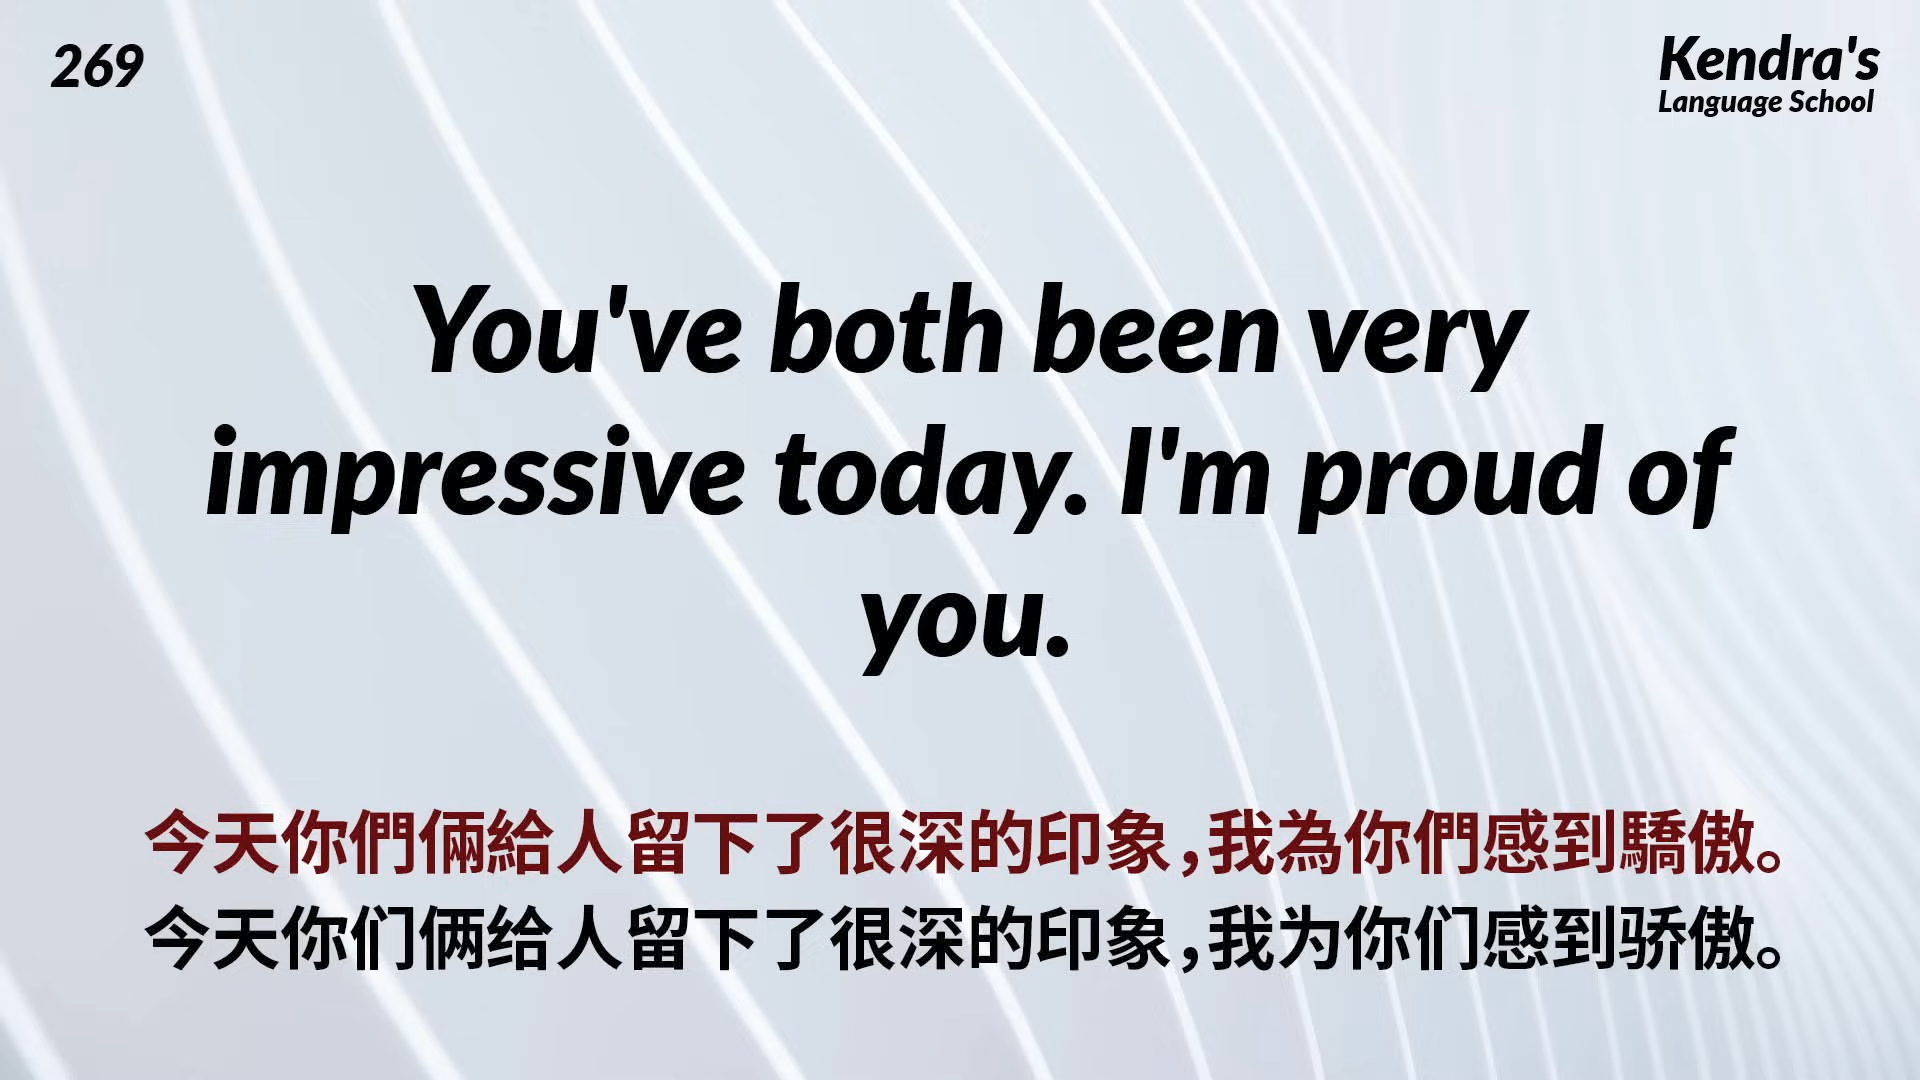 269
Kendra's
Language School
You've both been very
impressive today. I'm proud of
you.
今天你們倆給人留下了很深的印象，我為你們感到驕傲。
今天你们俩给人留下了很深的印象，我为你们感到骄傲。